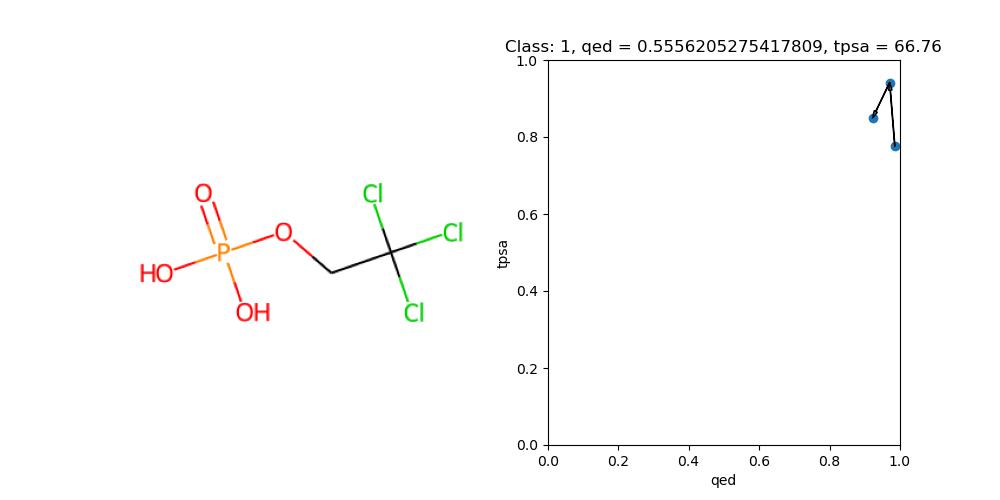 O
Cl
O
Cl
P
HO
OH
Cl
Class: 1, qed = 0.5556205275417809, tpsa = 66.76
1.0
0.8
0.6
0.4
0.2
0.0
tpsa
0.0 0.2 0.4 0.6 0.8 1.0
qed